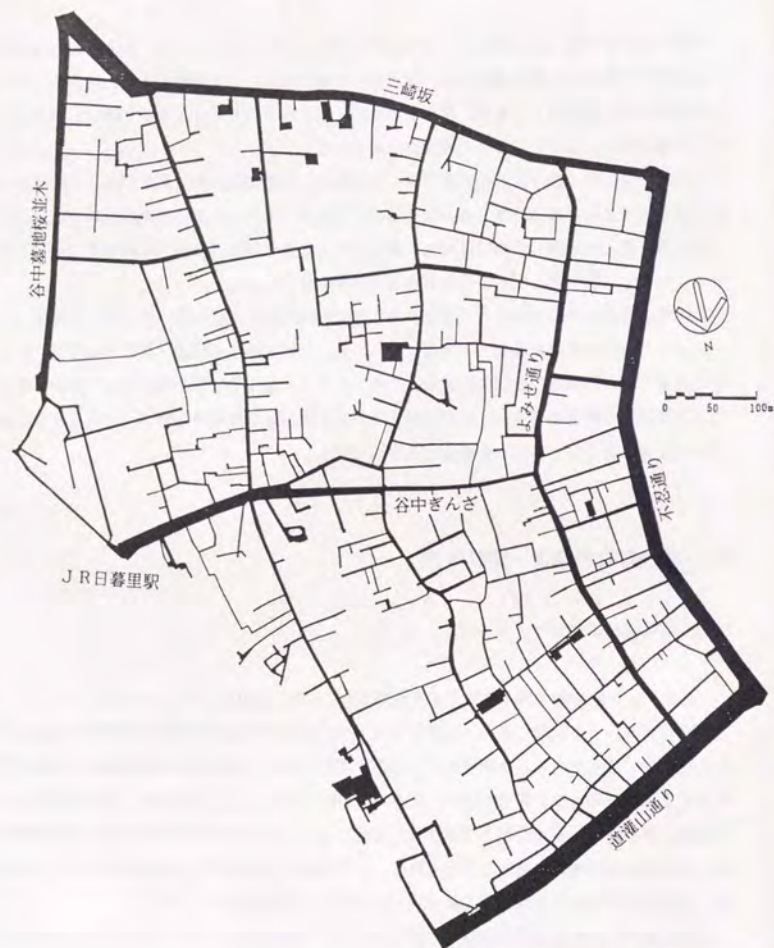 三崎坂
谷中墓地桜並木
よみせ通り
N
0 50 100m
不忍通り
谷中ぎんざ
JR日暮里駅
道灌山通り